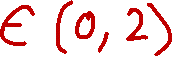 ∈ (0, 2)